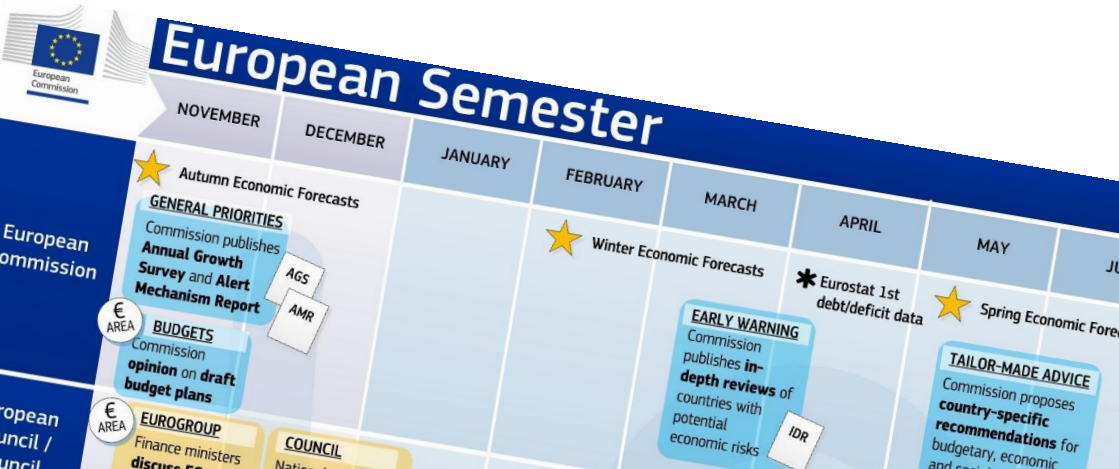 European Semester
European
Commission
NOVEMBER
DECEMBER
JANUARY
FEBRUARY
MARCH
APRIL
MAY
European
Autumn Economic Forecasts
GENERAL PRIORITIES
Commission publishes
Annual Growth
Survey and Alert
Mechanism Report
AGS
AMR
€
AREA
BUDGETS
Commission
opinion on draft
budget plans
Winter Economic Forecasts
EARLY WARNING
Commission
publishes in-
depth reviews of
countries with
potential
economic risks
IDR
Eurostat 1st
debt/deficit data
Spring Economic
TAILOR-MADE ADVICE
Commission proposes
country-specific
recommendations for
budgetary, economic
€
AREA
EUROGROUP
Finance ministers
discuss
COUNCIL